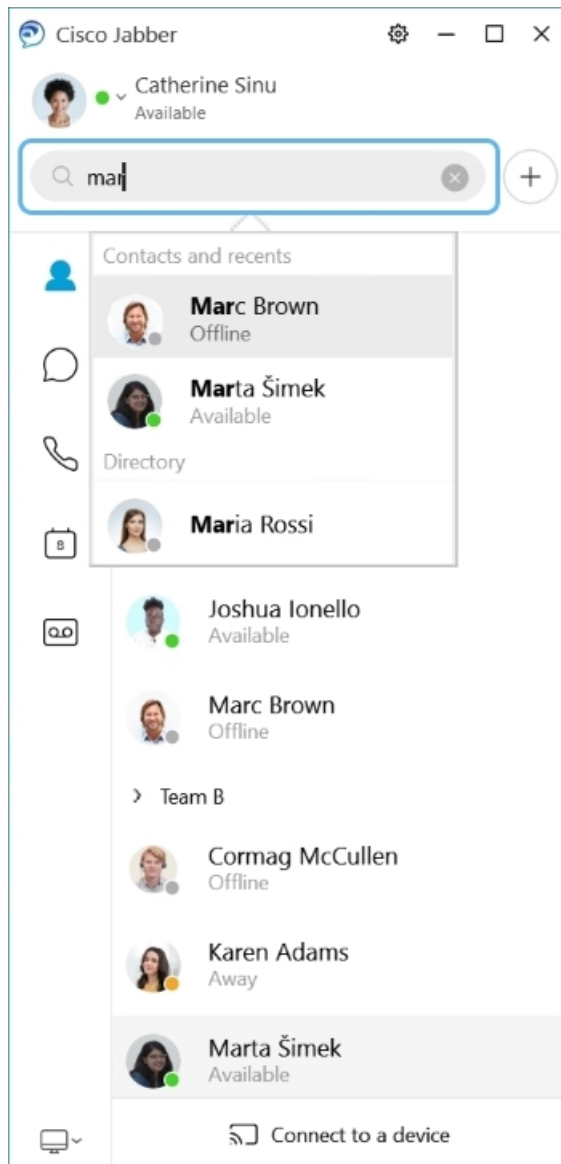 Cisco Jabber
Catherine Sinu
Available
mar
Contacts and recents
Marc Brown
Offline
Marta Šimek
Available
Directory
Maria Rossi
8
Joshua Ionello
Available
Marc Brown
Offline
Team B
Cormag McCullen
Offline
Karen Adams
Away
Marta Šimek
Available
Connect to a device